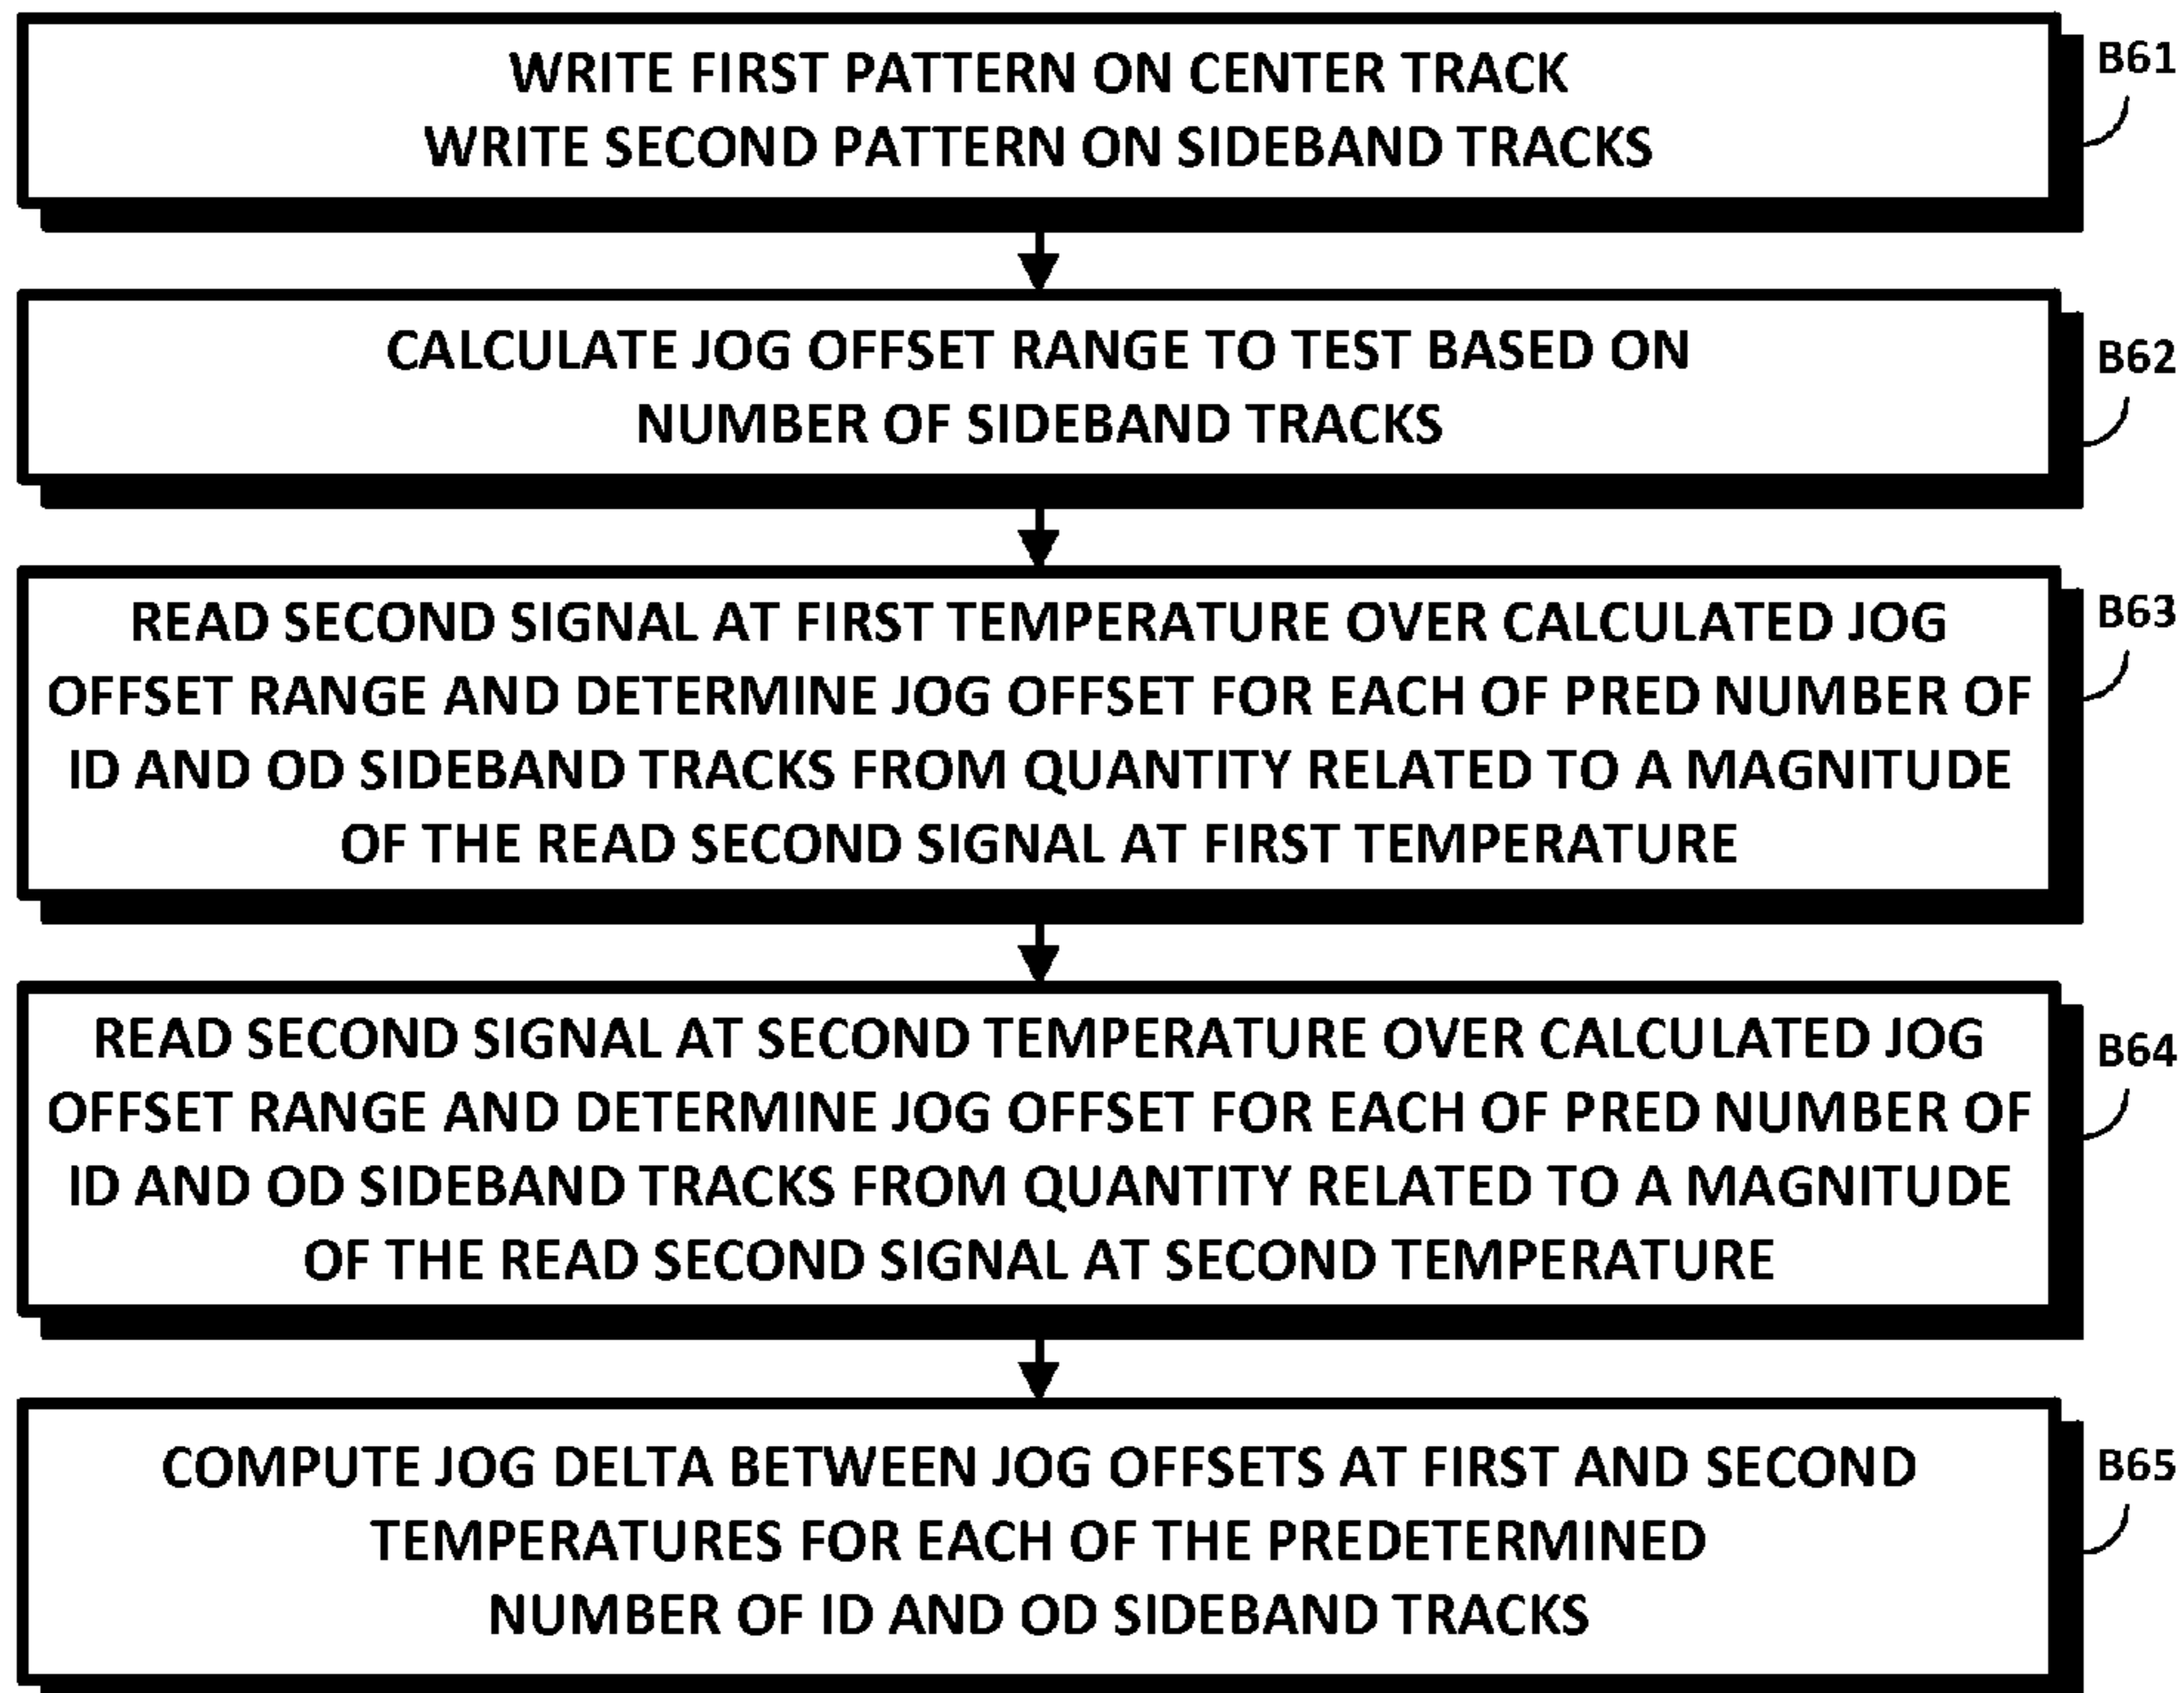 WRITE FIRST PATTERN ON CENTER TRACK
WRITE SECOND PATTERN ON SIDEBAND TRACKS
B61
CALCULATE JOG OFFSET RANGE TO TEST BASED ON
NUMBER OF SIDEBAND TRACKS
B62
READ SECOND SIGNAL AT FIRST TEMPERATURE OVER CALCULATED JOG
OFFSET RANGE AND DETERMINE JOG OFFSET FOR EACH OF PRED NUMBER OF
ID AND OD SIDEBAND TRACKS FROM QUANTITY RELATED TO A MAGNITUDE
OF THE READ SECOND SIGNAL AT FIRST TEMPERATURE
B63
READ SECOND SIGNAL AT SECOND TEMPERATURE OVER CALCULATED JOG
OFFSET RANGE AND DETERMINE JOG OFFSET FOR EACH OF PRED NUMBER OF
ID AND OD SIDEBAND TRACKS FROM QUANTITY RELATED TO A MAGNITUDE
OF THE READ SECOND SIGNAL AT SECOND TEMPERATURE
B64
COMPUTE JOG DELTA BETWEEN JOG OFFSETS AT FIRST AND SECOND
TEMPERATURES FOR EACH OF THE PREDETERMINED
NUMBER OF ID AND OD SIDEBAND TRACKS
B65